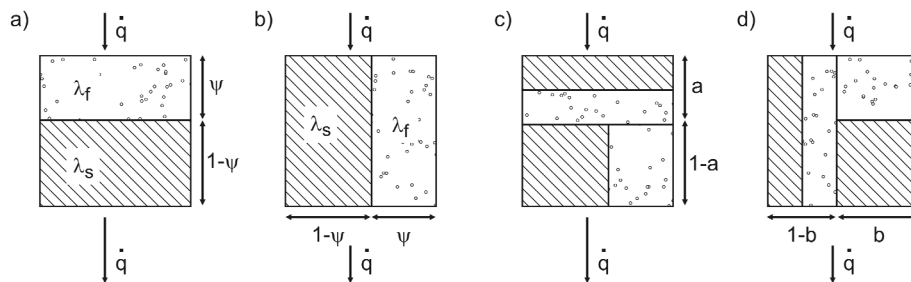 a) q̇ b) q̇ c) q̇ d) q̇
λf ψ
λs λf a
λs 1-ψ 1-a
1-ψ ψ 1-b b
q̇ q̇ q̇ q̇